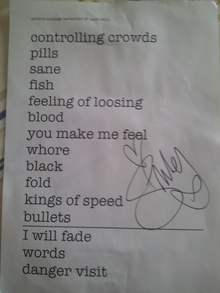 controlling crowds
pills
sane
fish
feeling of loosing
blood
you make me feel
whore
black
fold
kings of speed
bullets
I will fade
words
danger visit